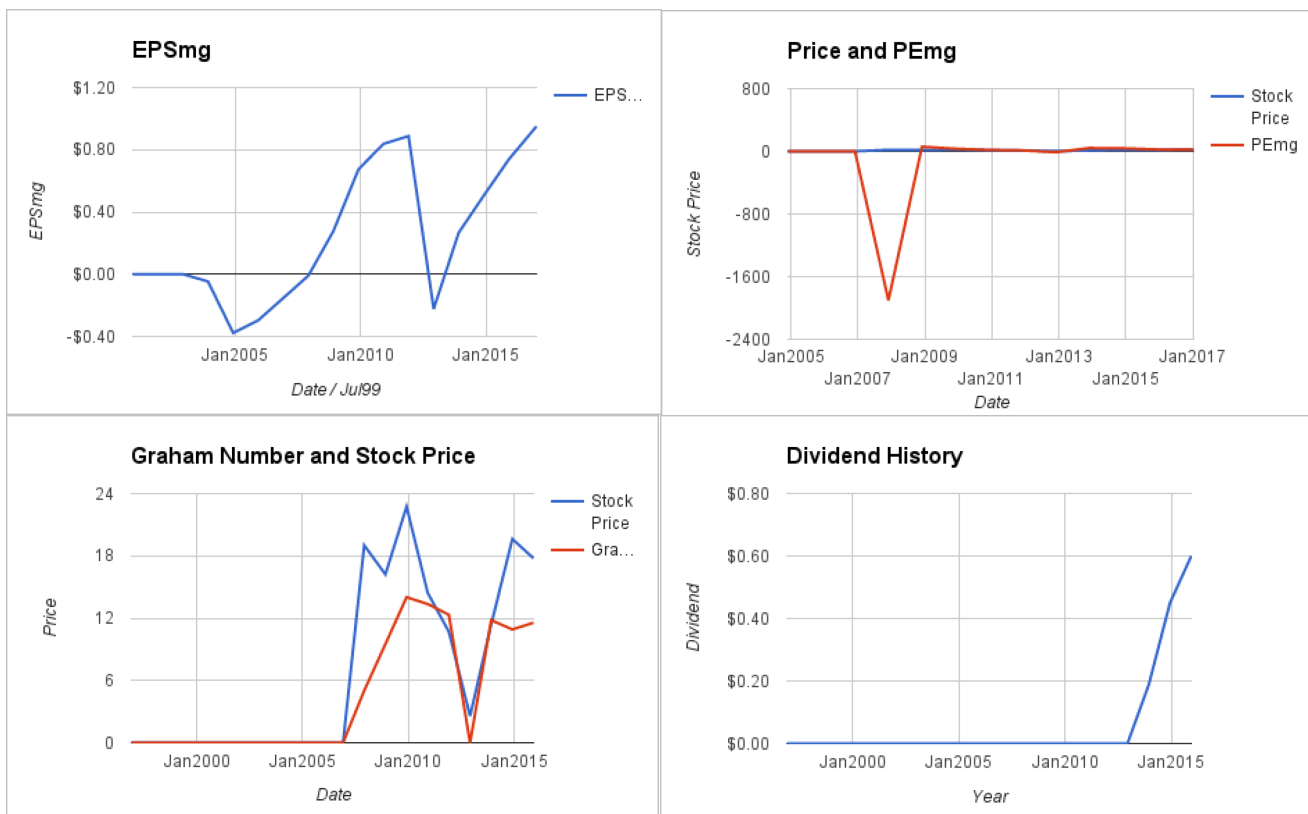 EPSmg
$1.20
$0.80
$0.40
$0.00
-$0.40
EPSmg
EPS…
Jan2005
Jan2010
Jan2015
Date / Jul99
Price and PEmg
800
0
-800
-1600
-2400
Stock Price
Stock
Price
PEmg
Jan2005
Jan2009
Jan2013
Jan2017
Jan2007
Jan2011
Jan2015
Date
Graham Number and Stock Price
24
18
12
6
0
Price
Stock
Price
Gra…
Jan2000
Jan2005
Jan2010
Jan2015
Date
Dividend History
$0.80
$0.60
$0.40
$0.20
$0.00
Dividend
Jan2000
Jan2005
Jan2010
Jan2015
Year